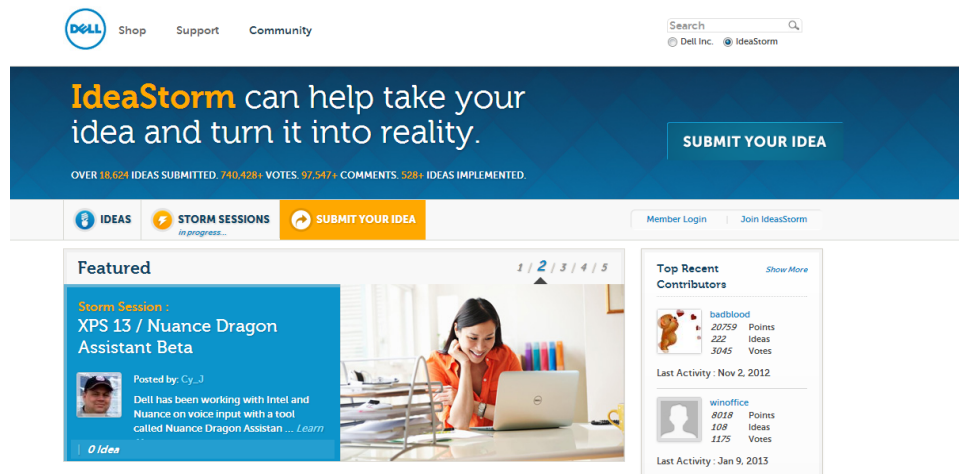 DELL
Shop Support Community
Search
Dell Inc. IdeaStorm
IdeaStorm can help take your
idea and turn it into reality.
SUBMIT YOUR IDEA
OVER 18,624 IDEAS SUBMITTED. 740,428+ VOTES. 97,547+ COMMENTS. 528+ IDEAS IMPLEMENTED.
IDEAS
STORM SESSIONS
in progress...
SUBMIT YOUR IDEA
Member Login | Join IdeasStorm
Featured
1 / 2 / 3 / 4 / 5
Storm Session :
XPS 13 / Nuance Dragon
Assistant Beta
Posted by: Cy_J
Dell has been working with Intel and
Nuance on voice input with a tool
called Nuance Dragon Assistan ... Learn
0 Idea
Top Recent
Contributors
Show More
badblood
20759 Points
222 Ideas
3045 Votes
Last Activity : Nov 2, 2012
winoffice
8018 Points
108 Ideas
1175 Votes
Last Activity : Jan 9, 2013